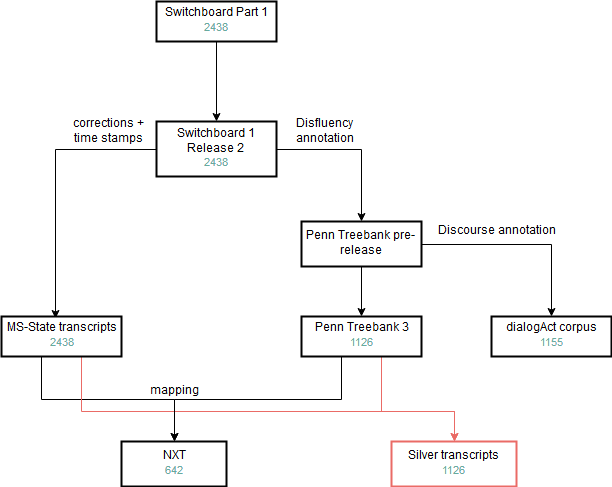 Switchboard Part 1
2438
corrections +
time stamps
Switchboard 1
Release 2
2438
Disfluency
annotation
Penn Treebank pre-
release
Discourse annotation
MS-State transcripts
2438
Penn Treebank 3
1126
dialogAct corpus
1155
mapping
NXT
642
Silver transcripts
1126